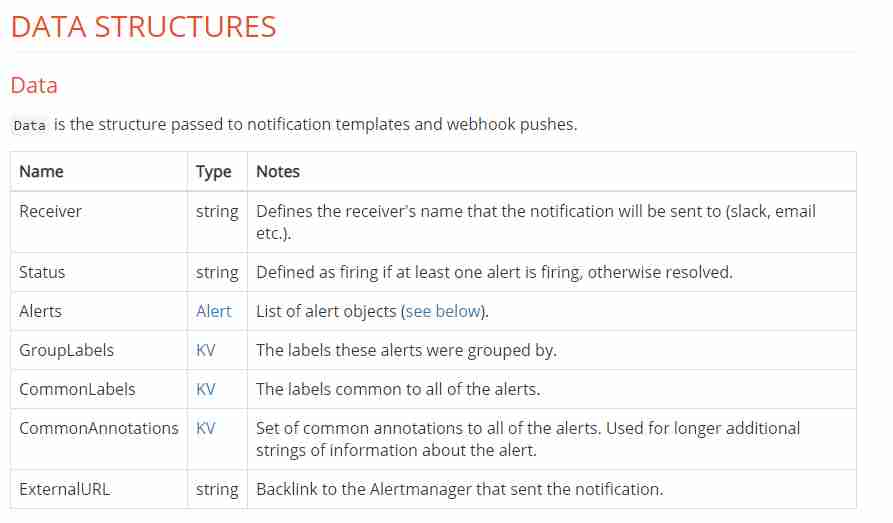 DATA STRUCTURES
Data
Data is the structure passed to notification templates and webhook pushes.
Name Type Notes
Receiver string Defines the receiver's name that the notification will be sent to (slack, email
etc.).
Status string Defined as firing if at least one alert is firing, otherwise resolved.
Alerts Alert List of alert objects (see below).
GroupLabels KV The labels these alerts were grouped by.
CommonLabels KV The labels common to all of the alerts.
CommonAnnotations KV Set of common annotations to all of the alerts. Used for longer additional
strings of information about the alert.
ExternalURL string Backlink to the Alertmanager that sent the notification.